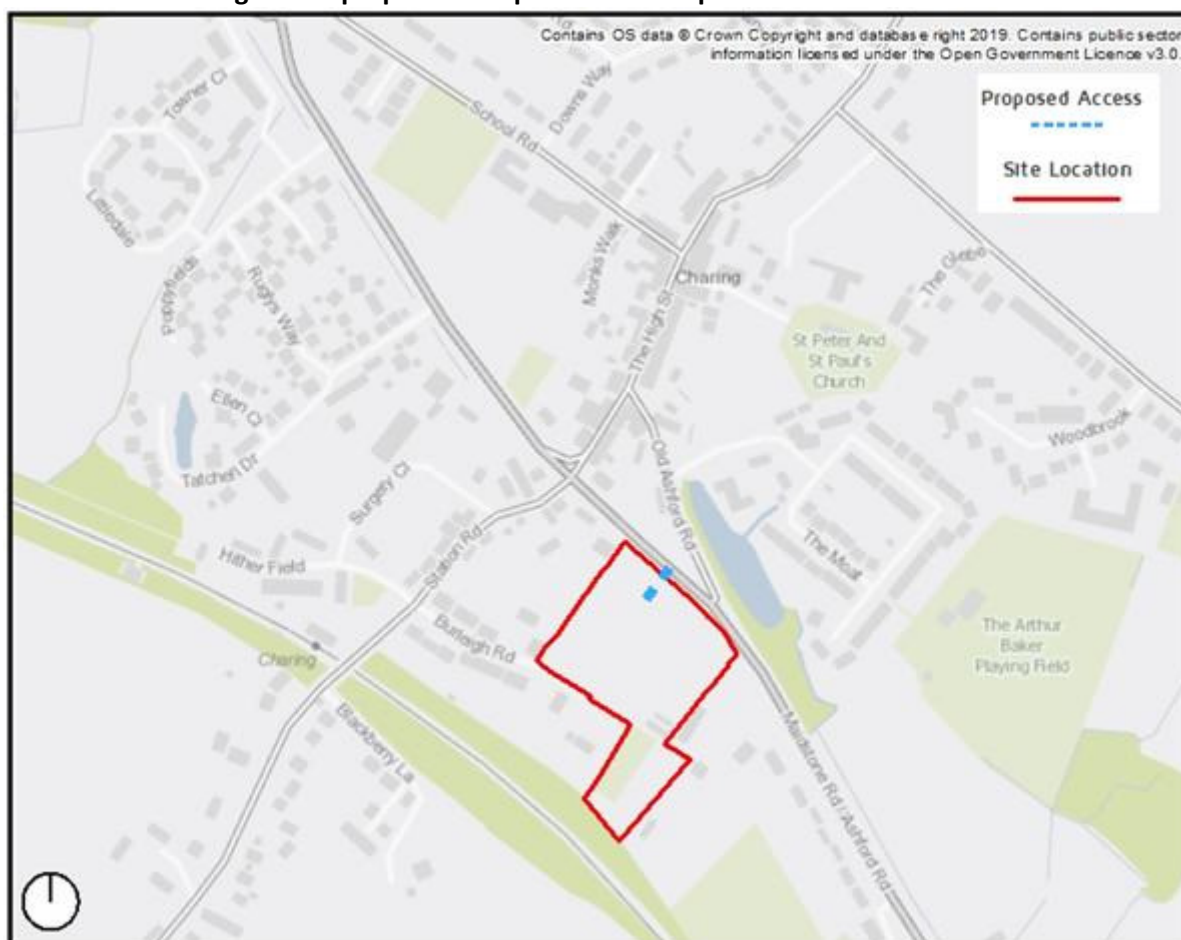 Contains OS data © Crown Copyright and database right 2019. Contains public sector
information licensed under the Open Government Licence v3.0.
Proposed Access
Site Location
Towner Cl
Downs Way
School Rd
Littledale
Monks Walk
Charing
The Glebe
Poppyfields
Ruglys Way
The High St
St Peter And
St Paul's
Church
Ellen Cl
Woodbrook
Tatchell Dr
Old Ashford Rd
Surgery Cl
The Moat
Hither Field
Station Rd
Burleigh Rd
The Arthur
Baker
Playing Field
Charing
Blackberry La
Maidstone Rd / Ashford Rd